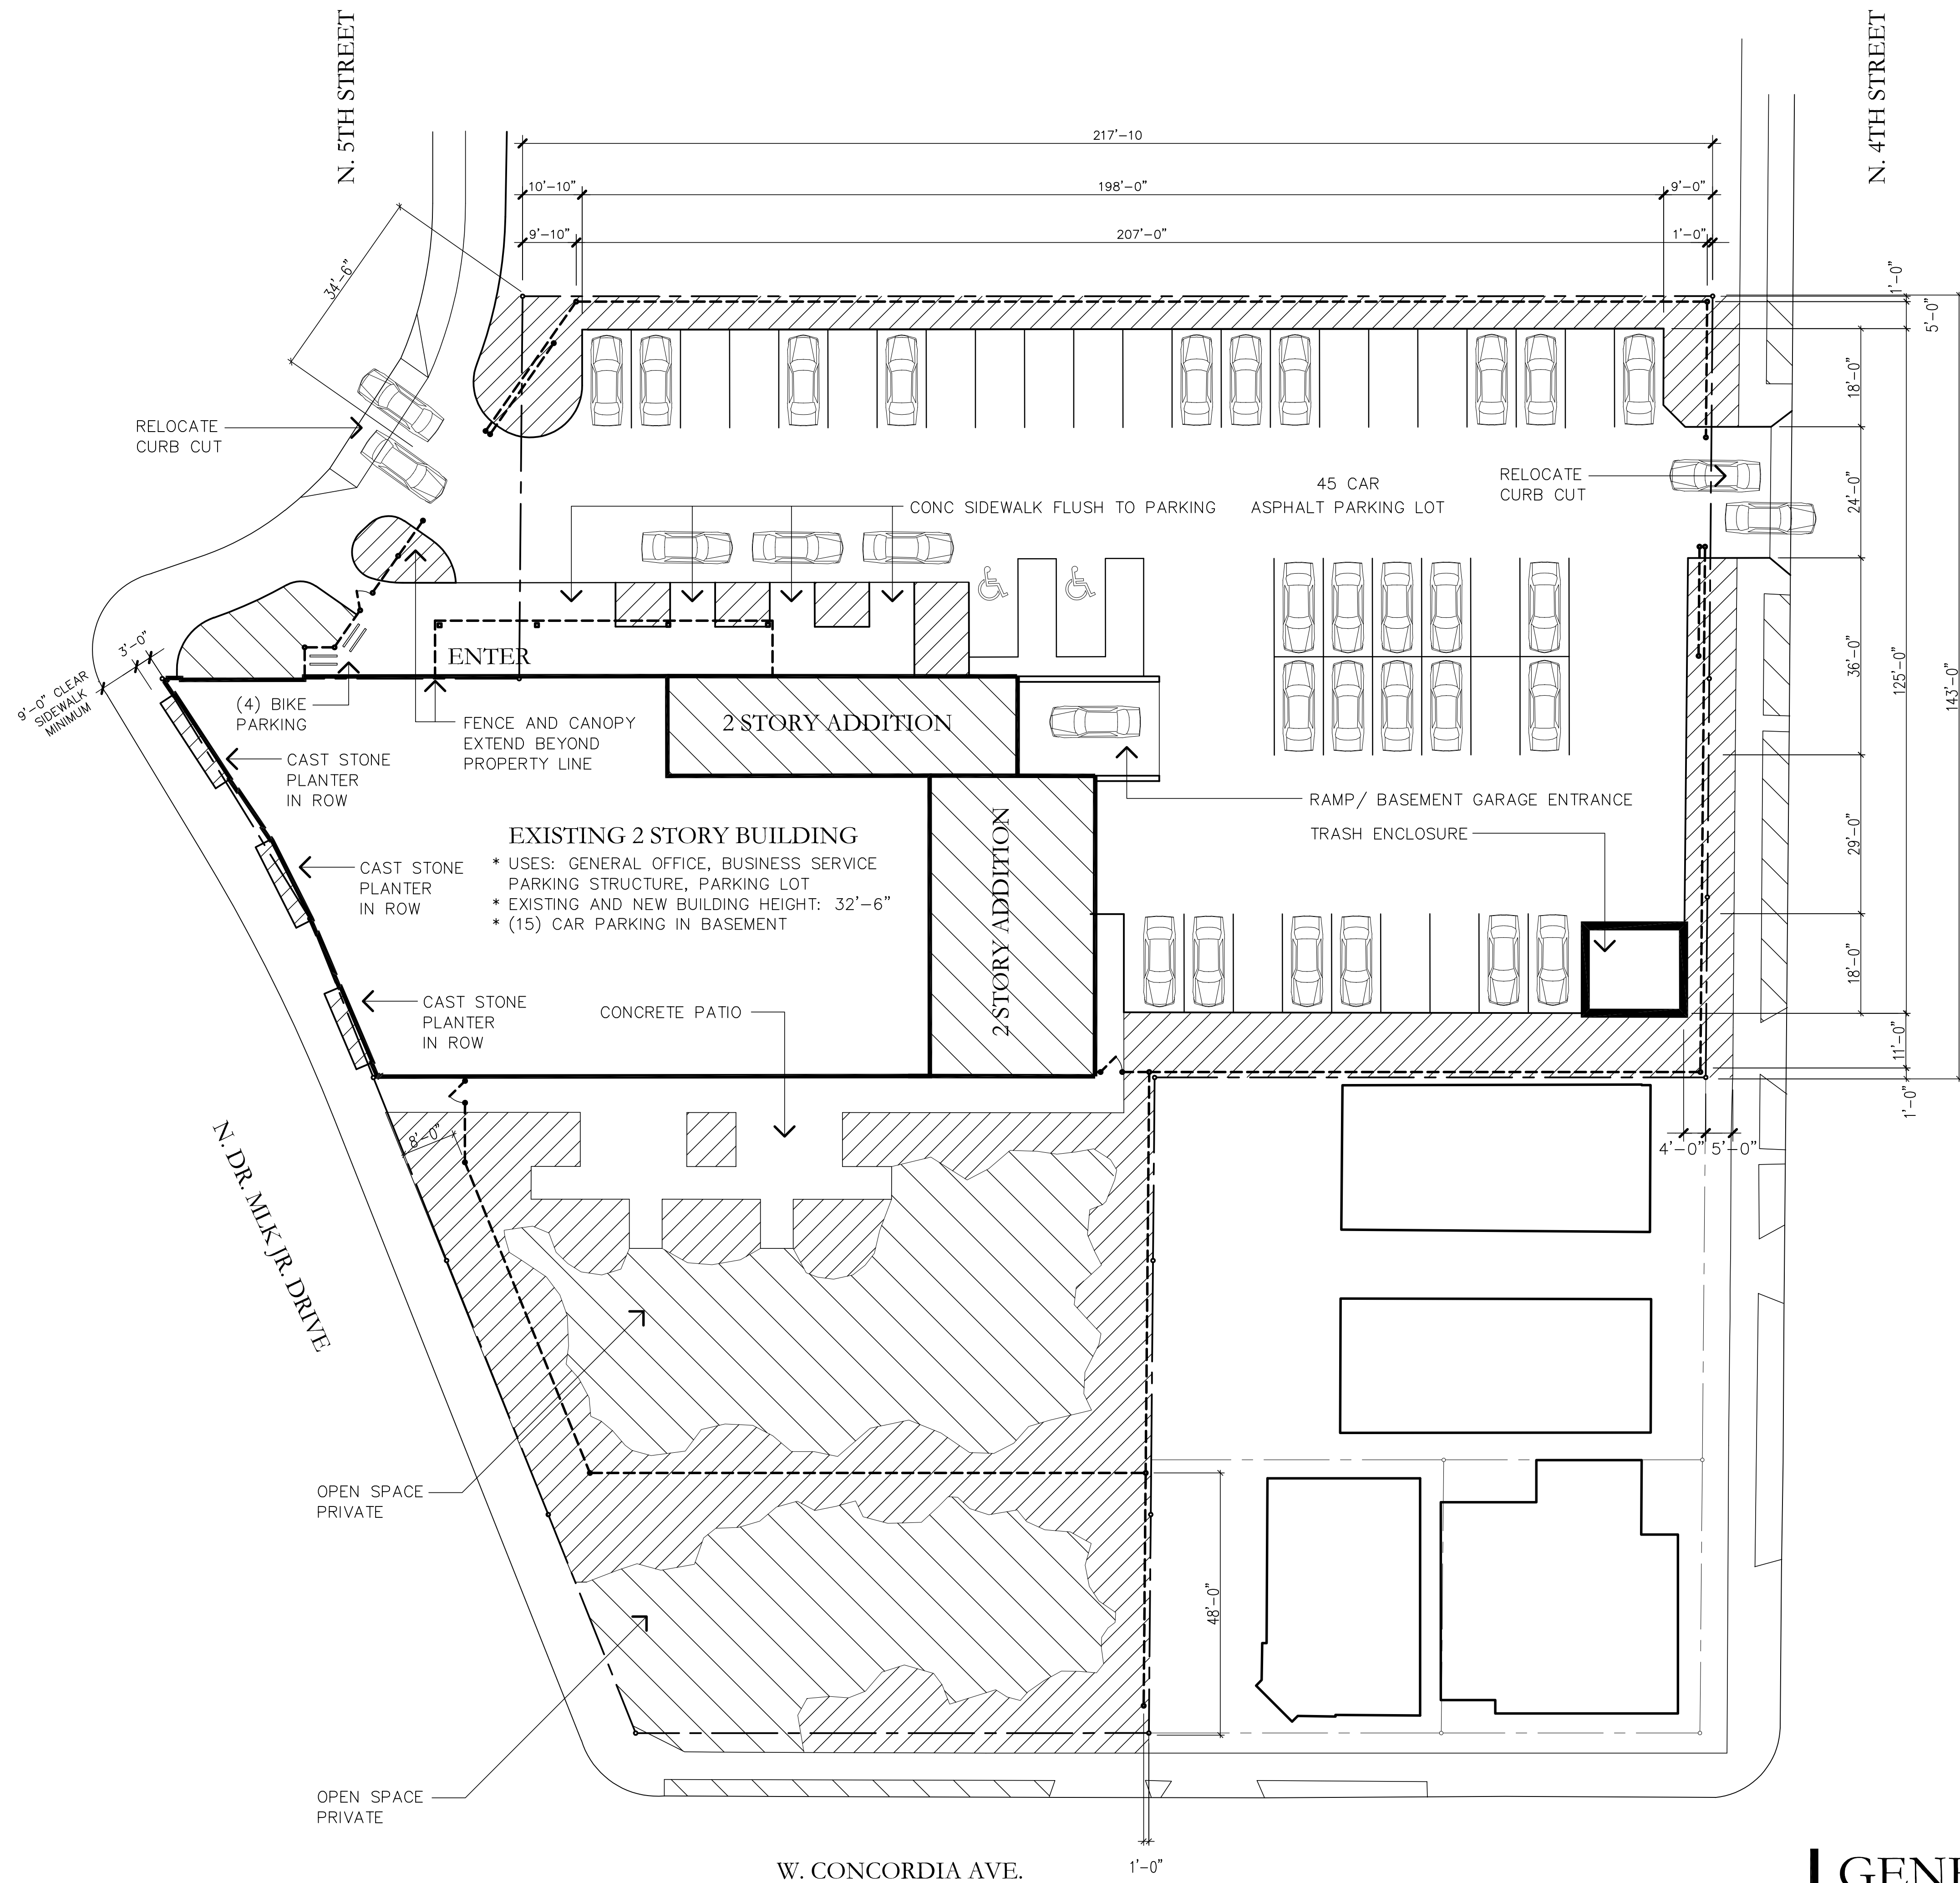 N. 5TH STREET
N. 4TH STREET
217'-10
10'-10"
198'-0"
9'-0"
9'-10"
207'-0"
1'-0"
34'-6"
1'-0"
5'-0"
18'-0"
24'-0"
36'-0"
125'-0"
143'-0"
29'-0"
18'-0"
11'-0"
1'-0"
4'-0"
5'-0"
RELOCATE
CURB CUT
45 CAR
ASPHALT PARKING LOT
RELOCATE
CURB CUT
CONC SIDEWALK FLUSH TO PARKING
3'-0"
9'-0" CLEAR
SIDEWALK
MINIMUM
ENTER
(4) BIKE
PARKING
FENCE AND CANOPY
EXTEND BEYOND
PROPERTY LINE
2 STORY ADDITION
CAST STONE
PLANTER
IN ROW
RAMP/ BASEMENT GARAGE ENTRANCE
TRASH ENCLOSURE
EXISTING 2 STORY BUILDING
* USES: GENERAL OFFICE, BUSINESS SERVICE
PARKING STRUCTURE, PARKING LOT
* EXISTING AND NEW BUILDING HEIGHT: 32'-6"
* (15) CAR PARKING IN BASEMENT
2 STORY ADDITION
CAST STONE
PLANTER
IN ROW
CAST STONE
PLANTER
IN ROW
CONCRETE PATIO
8'-0"
N. DR. MLK JR. DRIVE
OPEN SPACE
PRIVATE
48'-0"
OPEN SPACE
PRIVATE
1'-0"
W. CONCORDIA AVE.